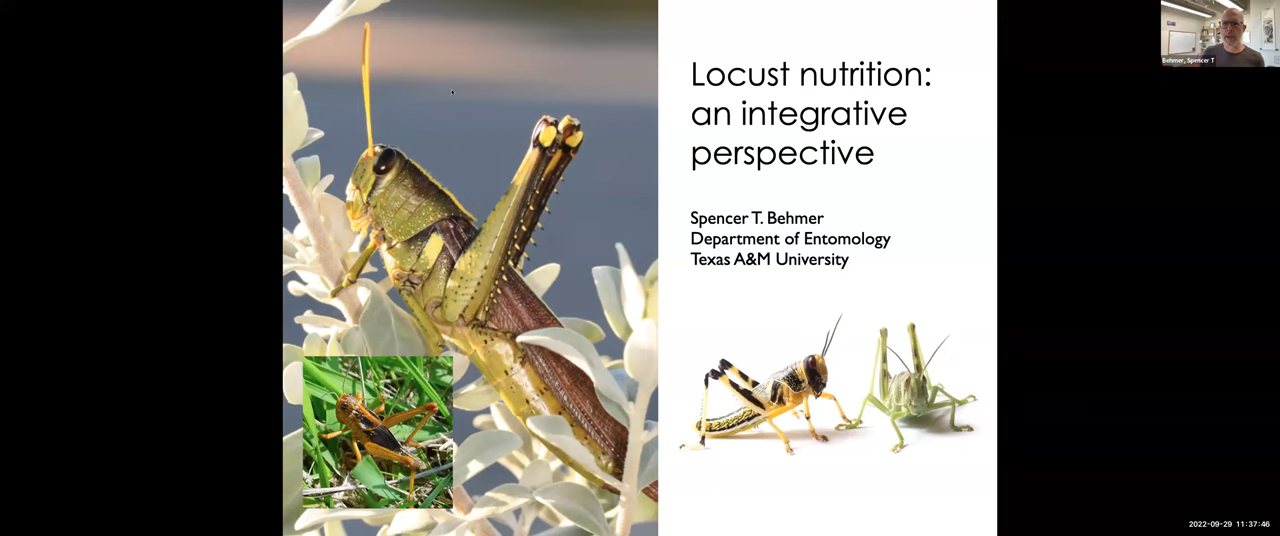 Locust nutrition:
an integrative
perspective
Spencer T. Behmer
Department of Entomology
Texas A&M University
Behmer, Spencer T
2022-09-29 11:37:46